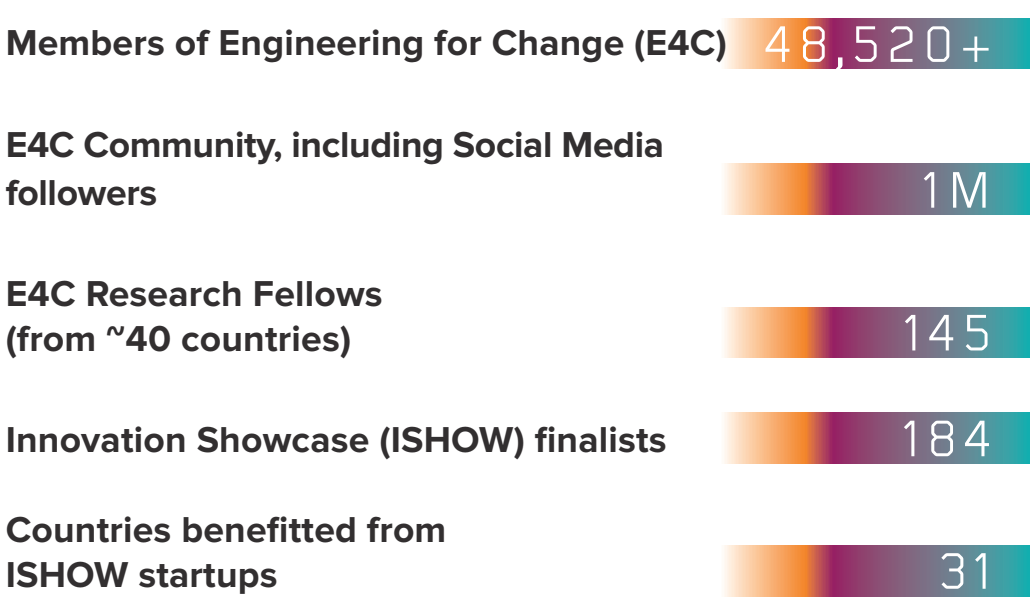 Members of Engineering for Change (E4C) 48,520+
E4C Community, including Social Media
followers 1M
E4C Research Fellows
(from ~40 countries) 145
Innovation Showcase (ISHOW) finalists 184
Countries benefitted from
ISHOW startups 31